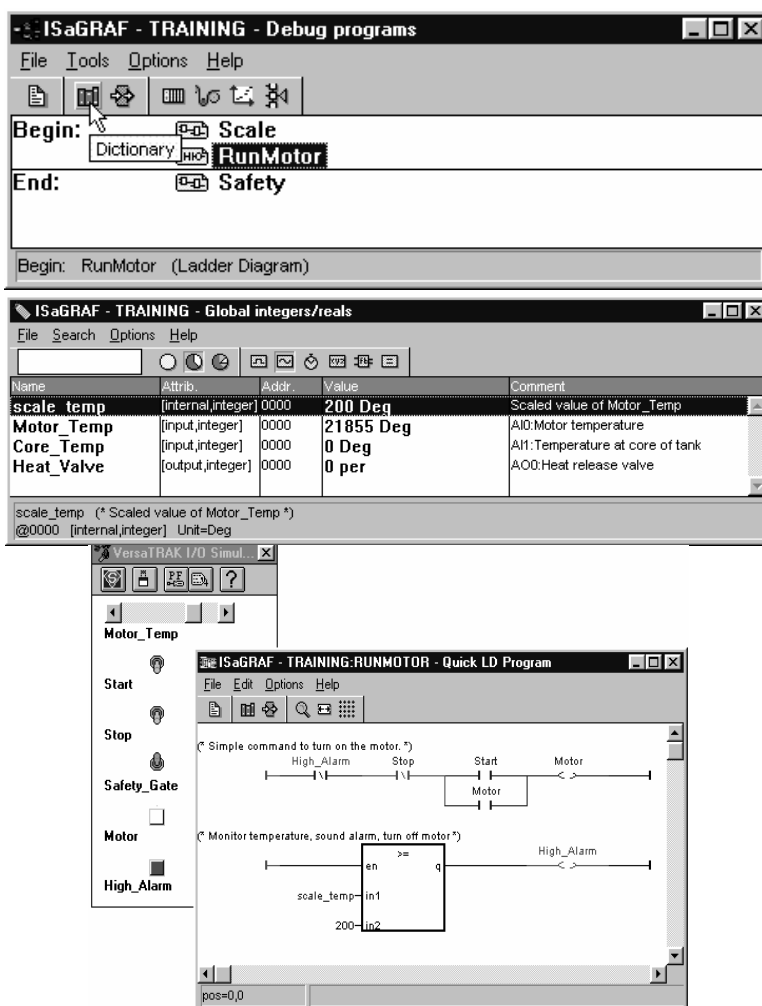 ISaGRAF - TRAINING - Debug programs
File Tools Options Help
Begin: Scale
Dictionary RunMotor
End: Safety
Begin: RunMotor (Ladder Diagram)
ISaGRAF - TRAINING - Global integers/reals
File Search Options Help
Name Attrib. Addr. Value Comment
scale_temp [internal,integer] 0000 200 Deg Scaled value of Motor_Temp
Motor_Temp [input,integer] 0000 21855 Deg AI0:Motor temperature
Core_Temp [input,integer] 0000 0 Deg AI1:Temperature at core of tank
Heat_Valve [output,integer] 0000 0 per AO0:Heat release valve
scale_temp (* Scaled value of Motor_Temp *)
@0000 [internal,integer] Unit=Deg
VersaTRAK I/O Simul...
Motor_Temp
Start
Stop
Safety_Gate
Motor
High_Alarm
ISaGRAF - TRAINING:RUNMOTOR - Quick LD Program
File Edit Options Help
(* Simple command to turn on the motor. *)
High_Alarm Stop Start Motor
Motor
(* Monitor temperature, sound alarm, turn off motor *)
>= High_Alarm
en q
scale_temp in1
200 in2
pos=0,0